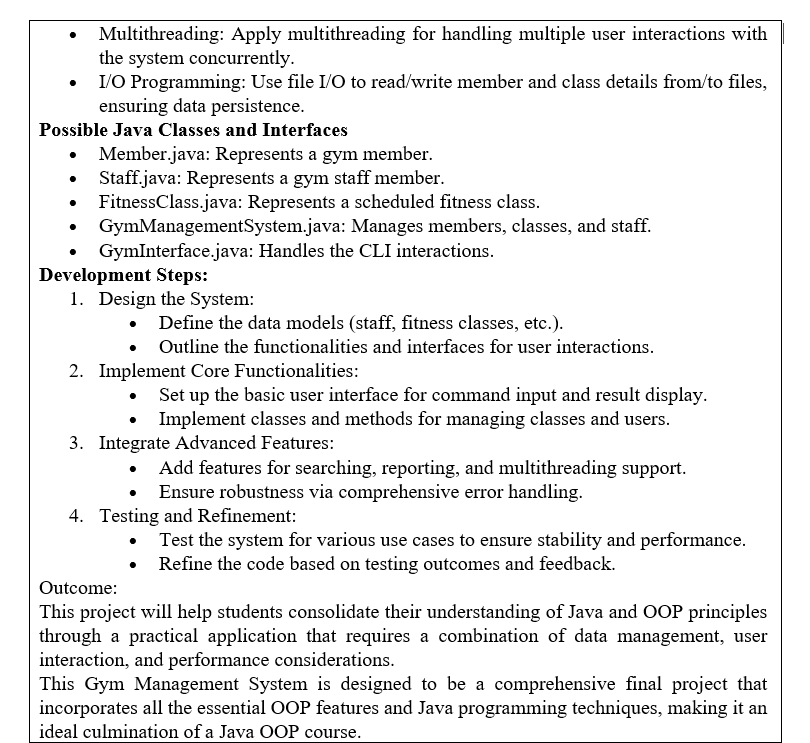 • Multithreading: Apply multithreading for handling multiple user interactions with
the system concurrently.
• I/O Programming: Use file I/O to read/write member and class details from/to files,
ensuring data persistence.
Possible Java Classes and Interfaces
• Member.java: Represents a gym member.
• Staff.java: Represents a gym staff member.
• FitnessClass.java: Represents a scheduled fitness class.
• GymManagementSystem.java: Manages members, classes, and staff.
• GymInterface.java: Handles the CLI interactions.
Development Steps:
1. Design the System:
• Define the data models (staff, fitness classes, etc.).
• Outline the functionalities and interfaces for user interactions.
2. Implement Core Functionalities:
• Set up the basic user interface for command input and result display.
• Implement classes and methods for managing classes and users.
3. Integrate Advanced Features:
• Add features for searching, reporting, and multithreading support.
• Ensure robustness via comprehensive error handling.
4. Testing and Refinement:
• Test the system for various use cases to ensure stability and performance.
• Refine the code based on testing outcomes and feedback.
Outcome:
This project will help students consolidate their understanding of Java and OOP principles
through a practical application that requires a combination of data management, user
interaction, and performance considerations.
This Gym Management System is designed to be a comprehensive final project that
incorporates all the essential OOP features and Java programming techniques, making it an
ideal culmination of a Java OOP course.